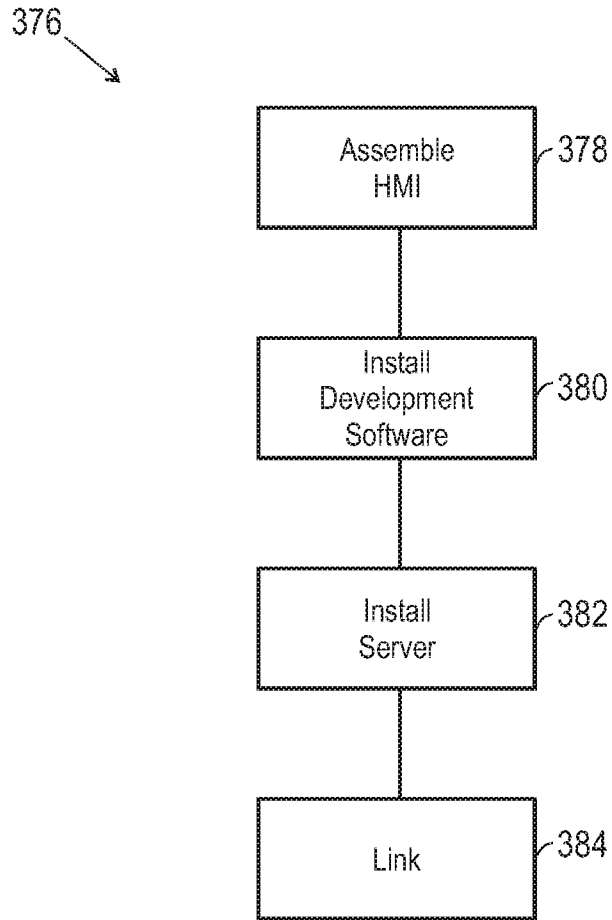 376
Assemble
HMI
378
Install
Development
Software
380
Install
Server
382
Link
384